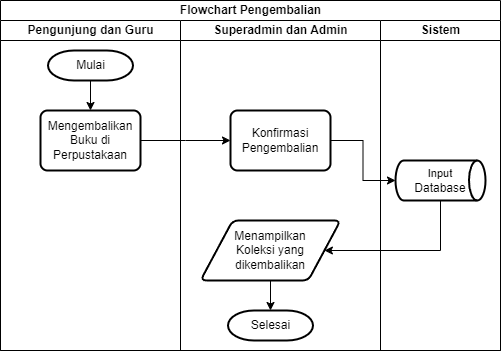 Flowchart Pengembalian
Pengunjung dan Guru
Superadmin dan Admin
Sistem
Mulai
Mengembalikan
Buku di
Perpustakaan
Konfirmasi
Pengembalian
Input
Database
Menampilkan
Koleksi yang
dikembalikan
Selesai